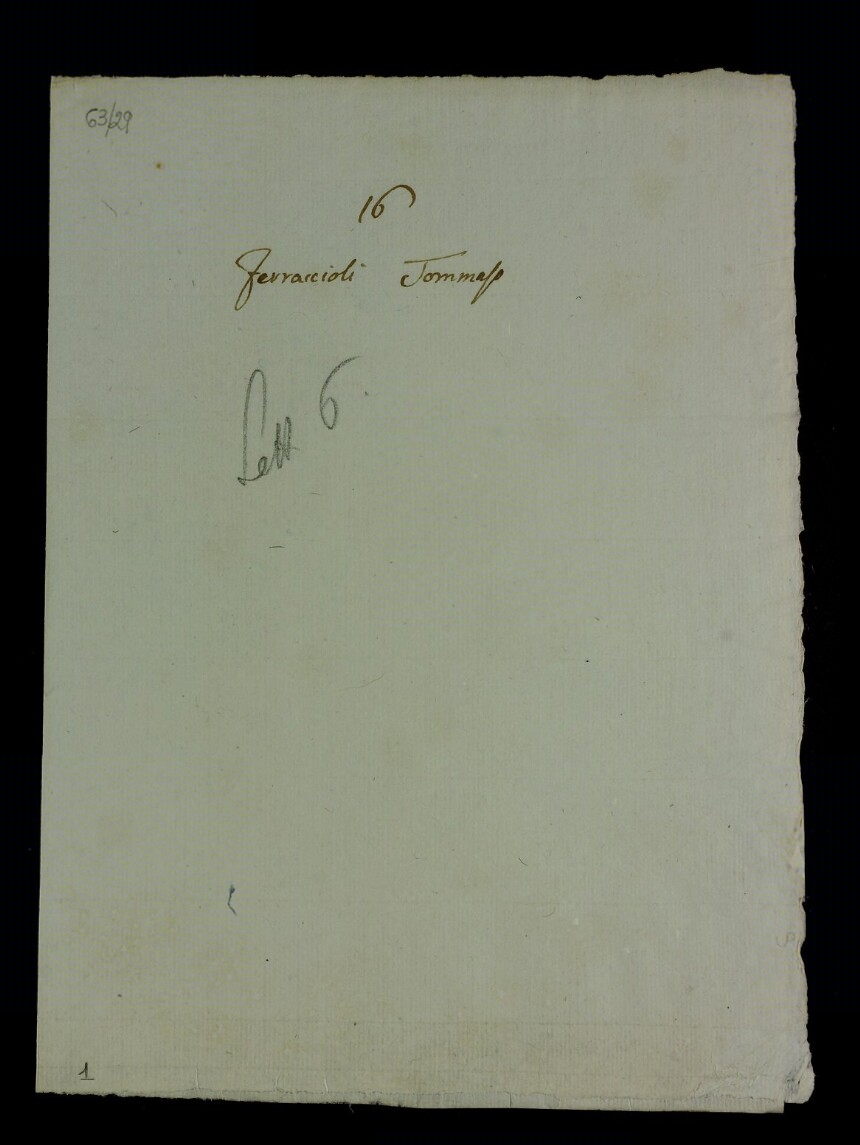 63/29
16
Ferraccioli Tommaso
Lett 6.
1